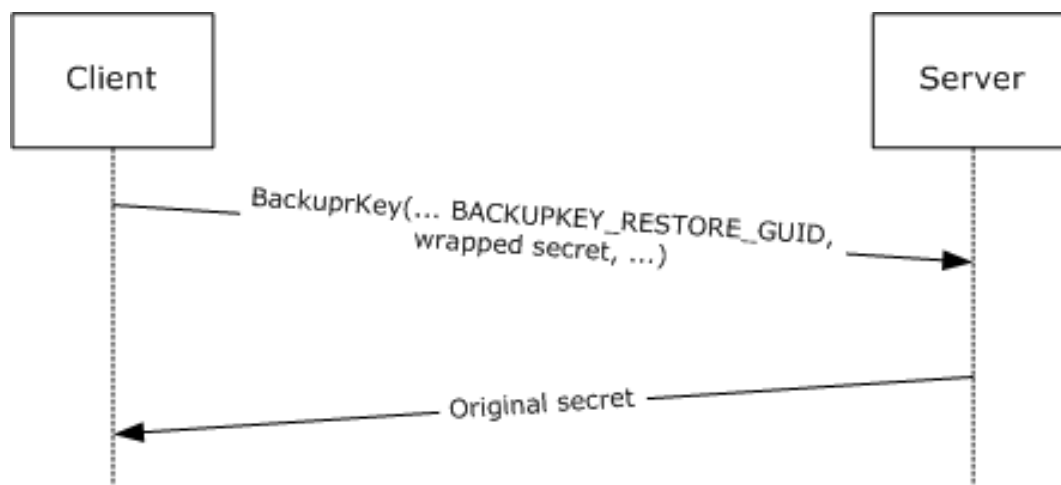 Client
Server
BackuprKey(... BACKUPKEY_RESTORE_GUID,
wrapped secret, ...)
Original secret